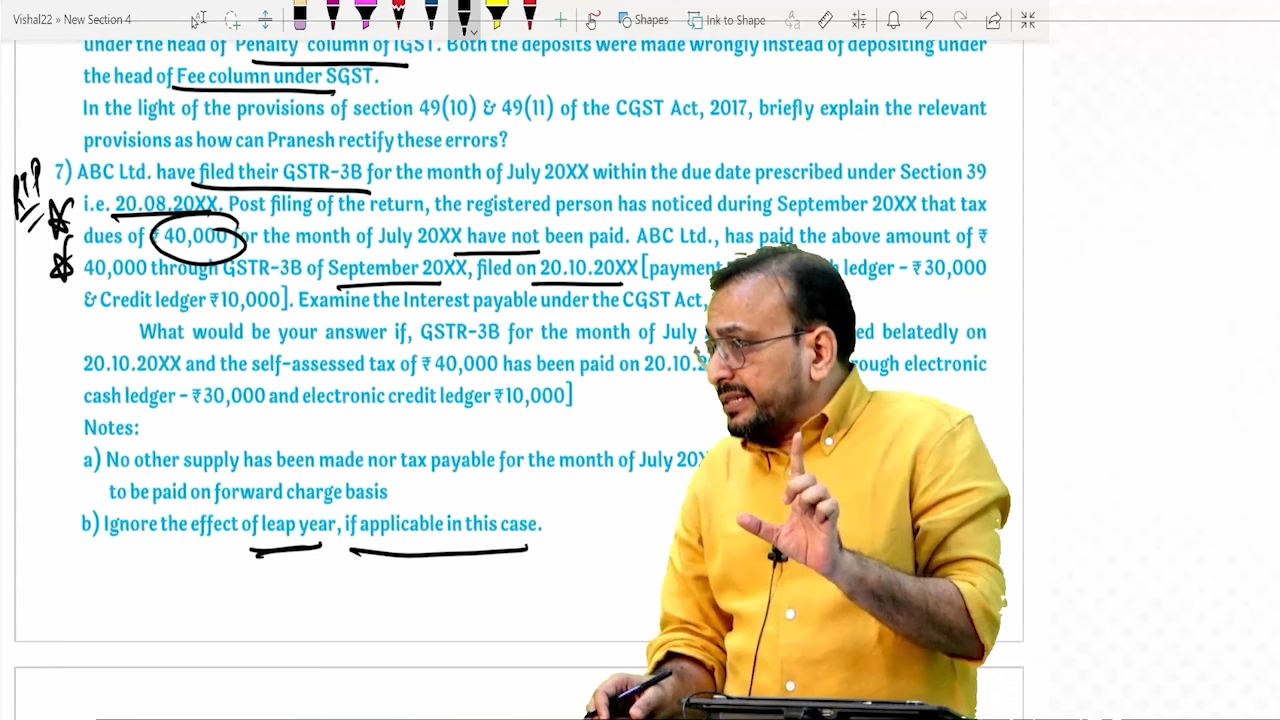 Vishal22 » New Section 4
Shapes
Ink to Shape
under the head of 'Penalty' column of IGST. Both the deposits were made wrongly instead of depositing under
the head of Fee column under SGST.
In the light of the provisions of section 49(10) & 49(11) of the CGST Act, 2017, briefly explain the relevant
provisions as how can Pranesh rectify these errors?
RTP
7) ABC Ltd. have filed their GSTR-3B for the month of July 20XX within the due date prescribed under Section 39
i.e. 20.08.20XX. Post filing of the return, the registered person has noticed during September 20XX that tax
dues of ₹ 40,000 for the month of July 20XX have not been paid. ABC Ltd., has paid the above amount of ₹
40,000 through GSTR-3B of September 20XX, filed on 20.10.20XX [payment ledger - ₹ 30,000
& Credit ledger ₹10,000]. Examine the Interest payable under the CGST Act,
What would be your answer if, GSTR-3B for the month of July belatedly on
20.10.20XX and the self-assessed tax of ₹ 40,000 has been paid on electronic
cash ledger - ₹ 30,000 and electronic credit ledger ₹10,000]
Notes:
a) No other supply has been made nor tax payable for the month of July
to be paid on forward charge basis
b) Ignore the effect of leap year, if applicable in this case.